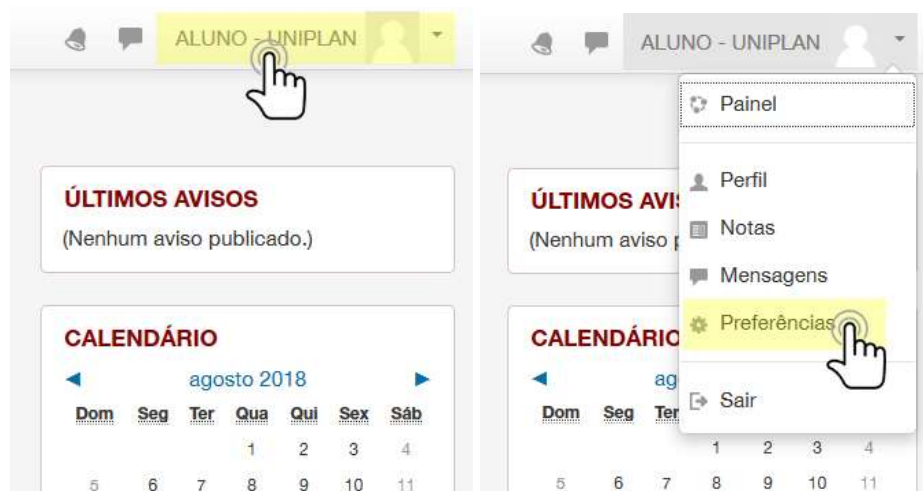 ALUNO - UNIPLAN
ÚLTIMOS AVISOS
(Nenhum aviso publicado.)
CALENDÁRIO
agosto 2018
Dom Seg Ter Qua Qui Sex Sáb
1 2 3 4
5 6 7 8 9 10 11
ALUNO - UNIPLAN
Painel
Perfil
Notas
Mensagens
Preferências
Sair
ÚLTIMOS AVI
(Nenhum aviso p
CALENDÁRIO
ag
Dom Seg Ter
1 2 3 4
5 6 7 8 9 10 11